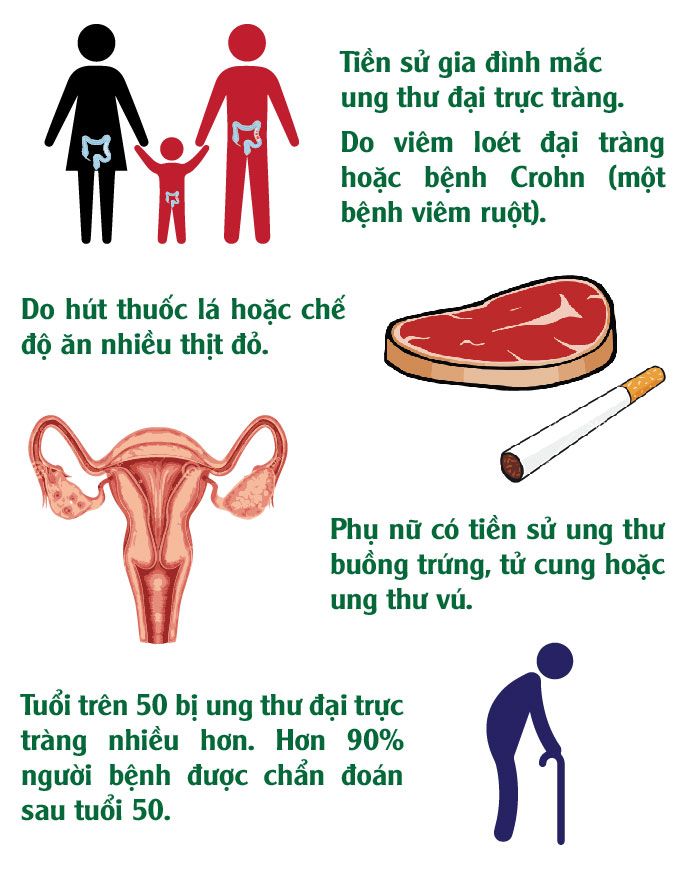 Tiền sử gia đình mắc
ung thư đại trực tràng.
Do viêm loét đại tràng
hoặc bệnh Crohn (một
bệnh viêm ruột).
Do hút thuốc lá hoặc chế
độ ăn nhiều thịt đỏ.
Phụ nữ có tiền sử ung thư
buồng trứng, tử cung hoặc
ung thư vú.
Tuổi trên 50 bị ung thư đại trực
tràng nhiều hơn. Hơn 90%
người bệnh được chẩn đoán
sau tuổi 50.